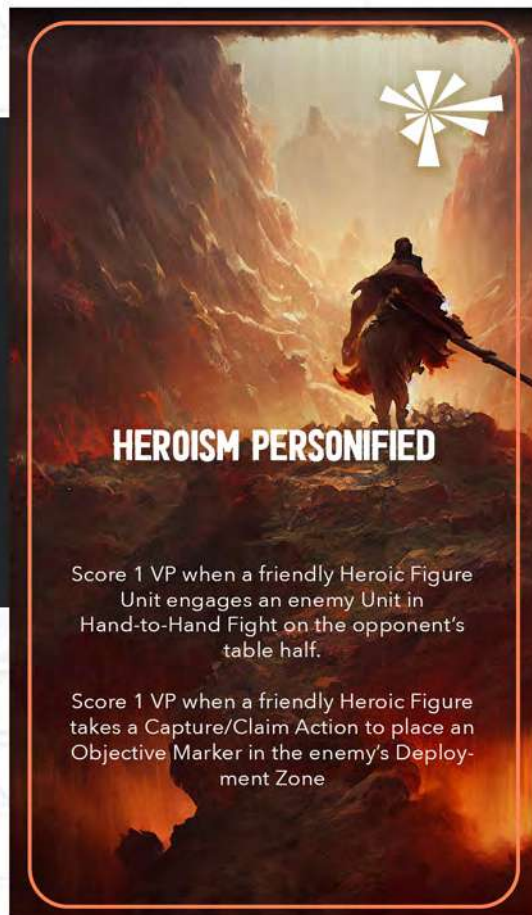 HEROISM PERSONIFIED
Score 1 VP when a friendly Heroic Figure
Unit engages an enemy Unit in
Hand-to-Hand Fight on the opponent's
table half.
Score 1 VP when a friendly Heroic Figure
takes a Capture/Claim Action to place an
Objective Marker in the enemy's Deploy-
ment Zone